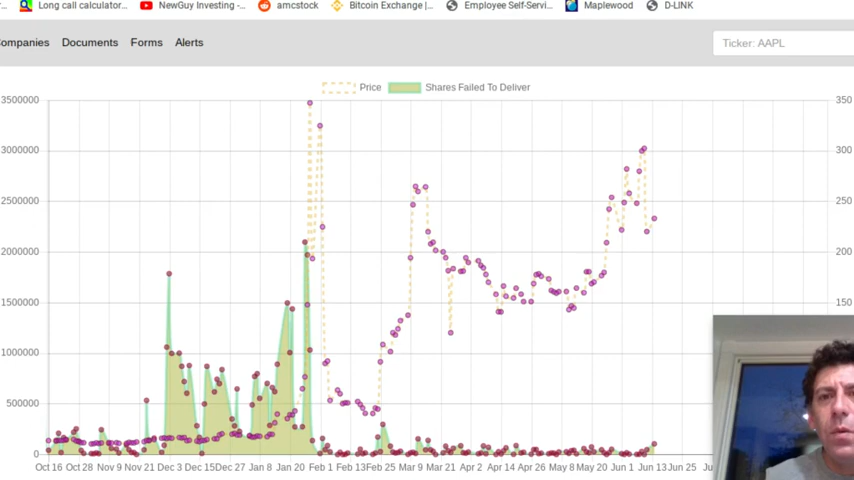 Long call calculator... NewGuy Investing -... amcstock Bitcoin Exchange |... Employee Self-Servi... Maplewood D-LINK
ompanies Documents Forms Alerts Ticker: AAPL
Price Shares Failed To Deliver
3500000 350
3000000 300
2500000 250
2000000 200
1500000 150
1000000
500000
0
Oct 16 Oct 28 Nov 9 Nov 21 Dec 3 Dec 15 Dec 27 Jan 8 Jan 20 Feb 1 Feb 13 Feb 25 Mar 9 Mar 21 Apr 2 Apr 14 Apr 26 May 8 May 20 Jun 1 Jun 13 Jun 25